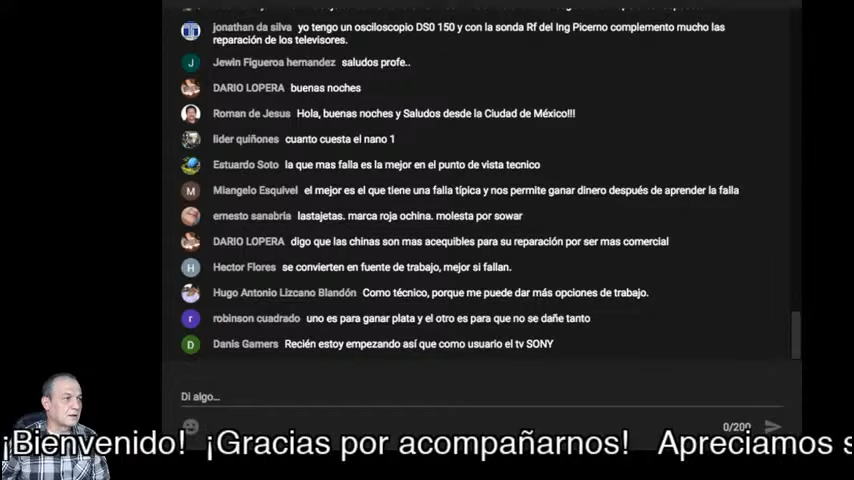 jonathan da silva yo tengo un osciloscopio DS0 150 y con la sonda Rf del Ing Picerno complemento mucho las
reparación de los televisores.
J Jewin Figueroa hernandez saludos profe..
DARIO LOPERA buenas noches
Roman de Jesus Hola, buenas noches y Saludos desde la Ciudad de México!!!
lider quiñones cuanto cuesta el nano 1
Estuardo Soto la que mas falla es la mejor en el punto de vista tecnico
M Miangelo Esquivel el mejor es el que tiene una falla típica y nos permite ganar dinero después de aprender la falla
ernesto sanabria lastajetas. marca roja ochina. molesta por sowar
DARIO LOPERA digo que las chinas son mas acequibles para su reparación por ser mas comercial
H Hector Flores se convierten en fuente de trabajo, mejor si fallan.
Hugo Antonio Lizcano Blandón Como técnico, porque me puede dar más opciones de trabajo.
r robinson cuadrado uno es para ganar plata y el otro es para que no se dañe tanto
D Danis Gamers Recién estoy empezando así que como usuario el tv SONY
Di algo...
0/200
¡Bienvenido! ¡Gracias por acompañarnos! Apreciamos s